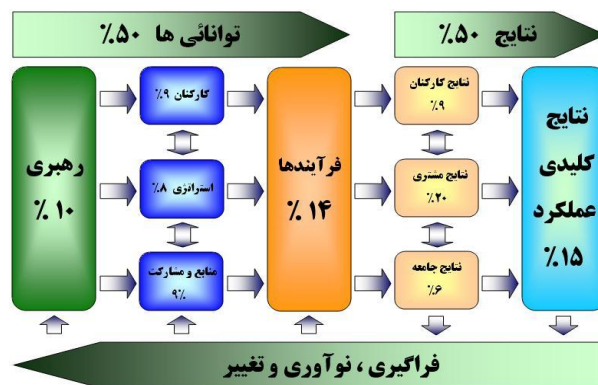 توانائی ها ۵۰٪
نتایج ۵۰٪
رهبری
۱۰ ٪
کارکنان ۹٪
استراتژی ۸٪
منابع و مشارکت
۹٪
فرآیندها
۱۴ ٪
نتایج کارکنان
۹٪
نتایج مشتری
۲۰٪
نتایج جامعه
۶٪
نتایج
کلیدی
عملکرد
۱۵٪
فراگیری ، نوآوری و تغییر